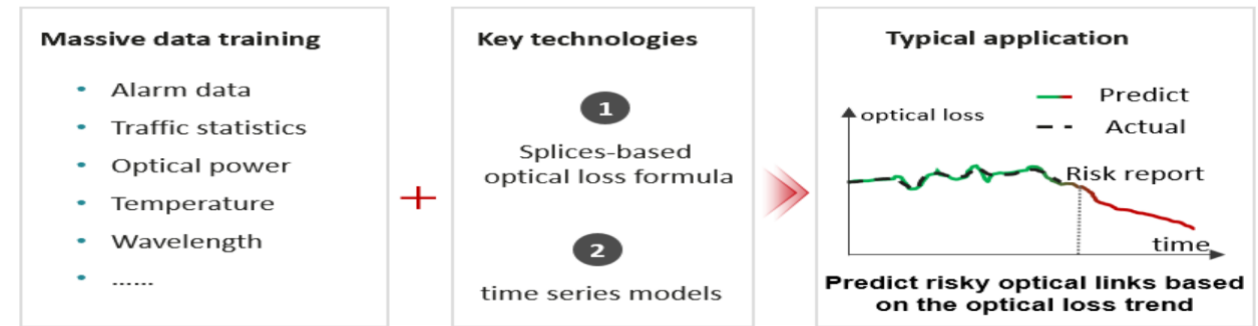 Massive data training
• Alarm data
• Traffic statistics
• Optical power
• Temperature
• Wavelength
• ......
+
Key technologies
1
Splices-based
optical loss formula
2
time series models
Typical application
Predict
Actual
optical loss
Risk report
time
Predict risky optical links based
on the optical loss trend